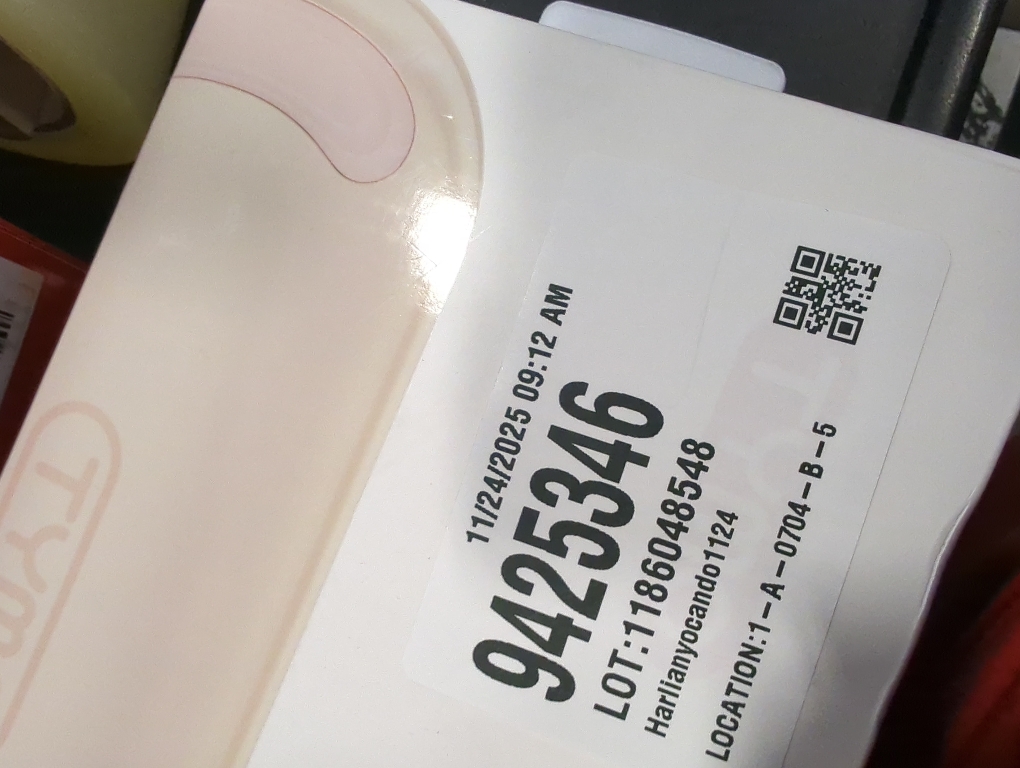 11/24/2025 09:12 AM
9425346
LOT:1186048548
Harlianyocando1124
LOCATION:1-A-0704-B-5